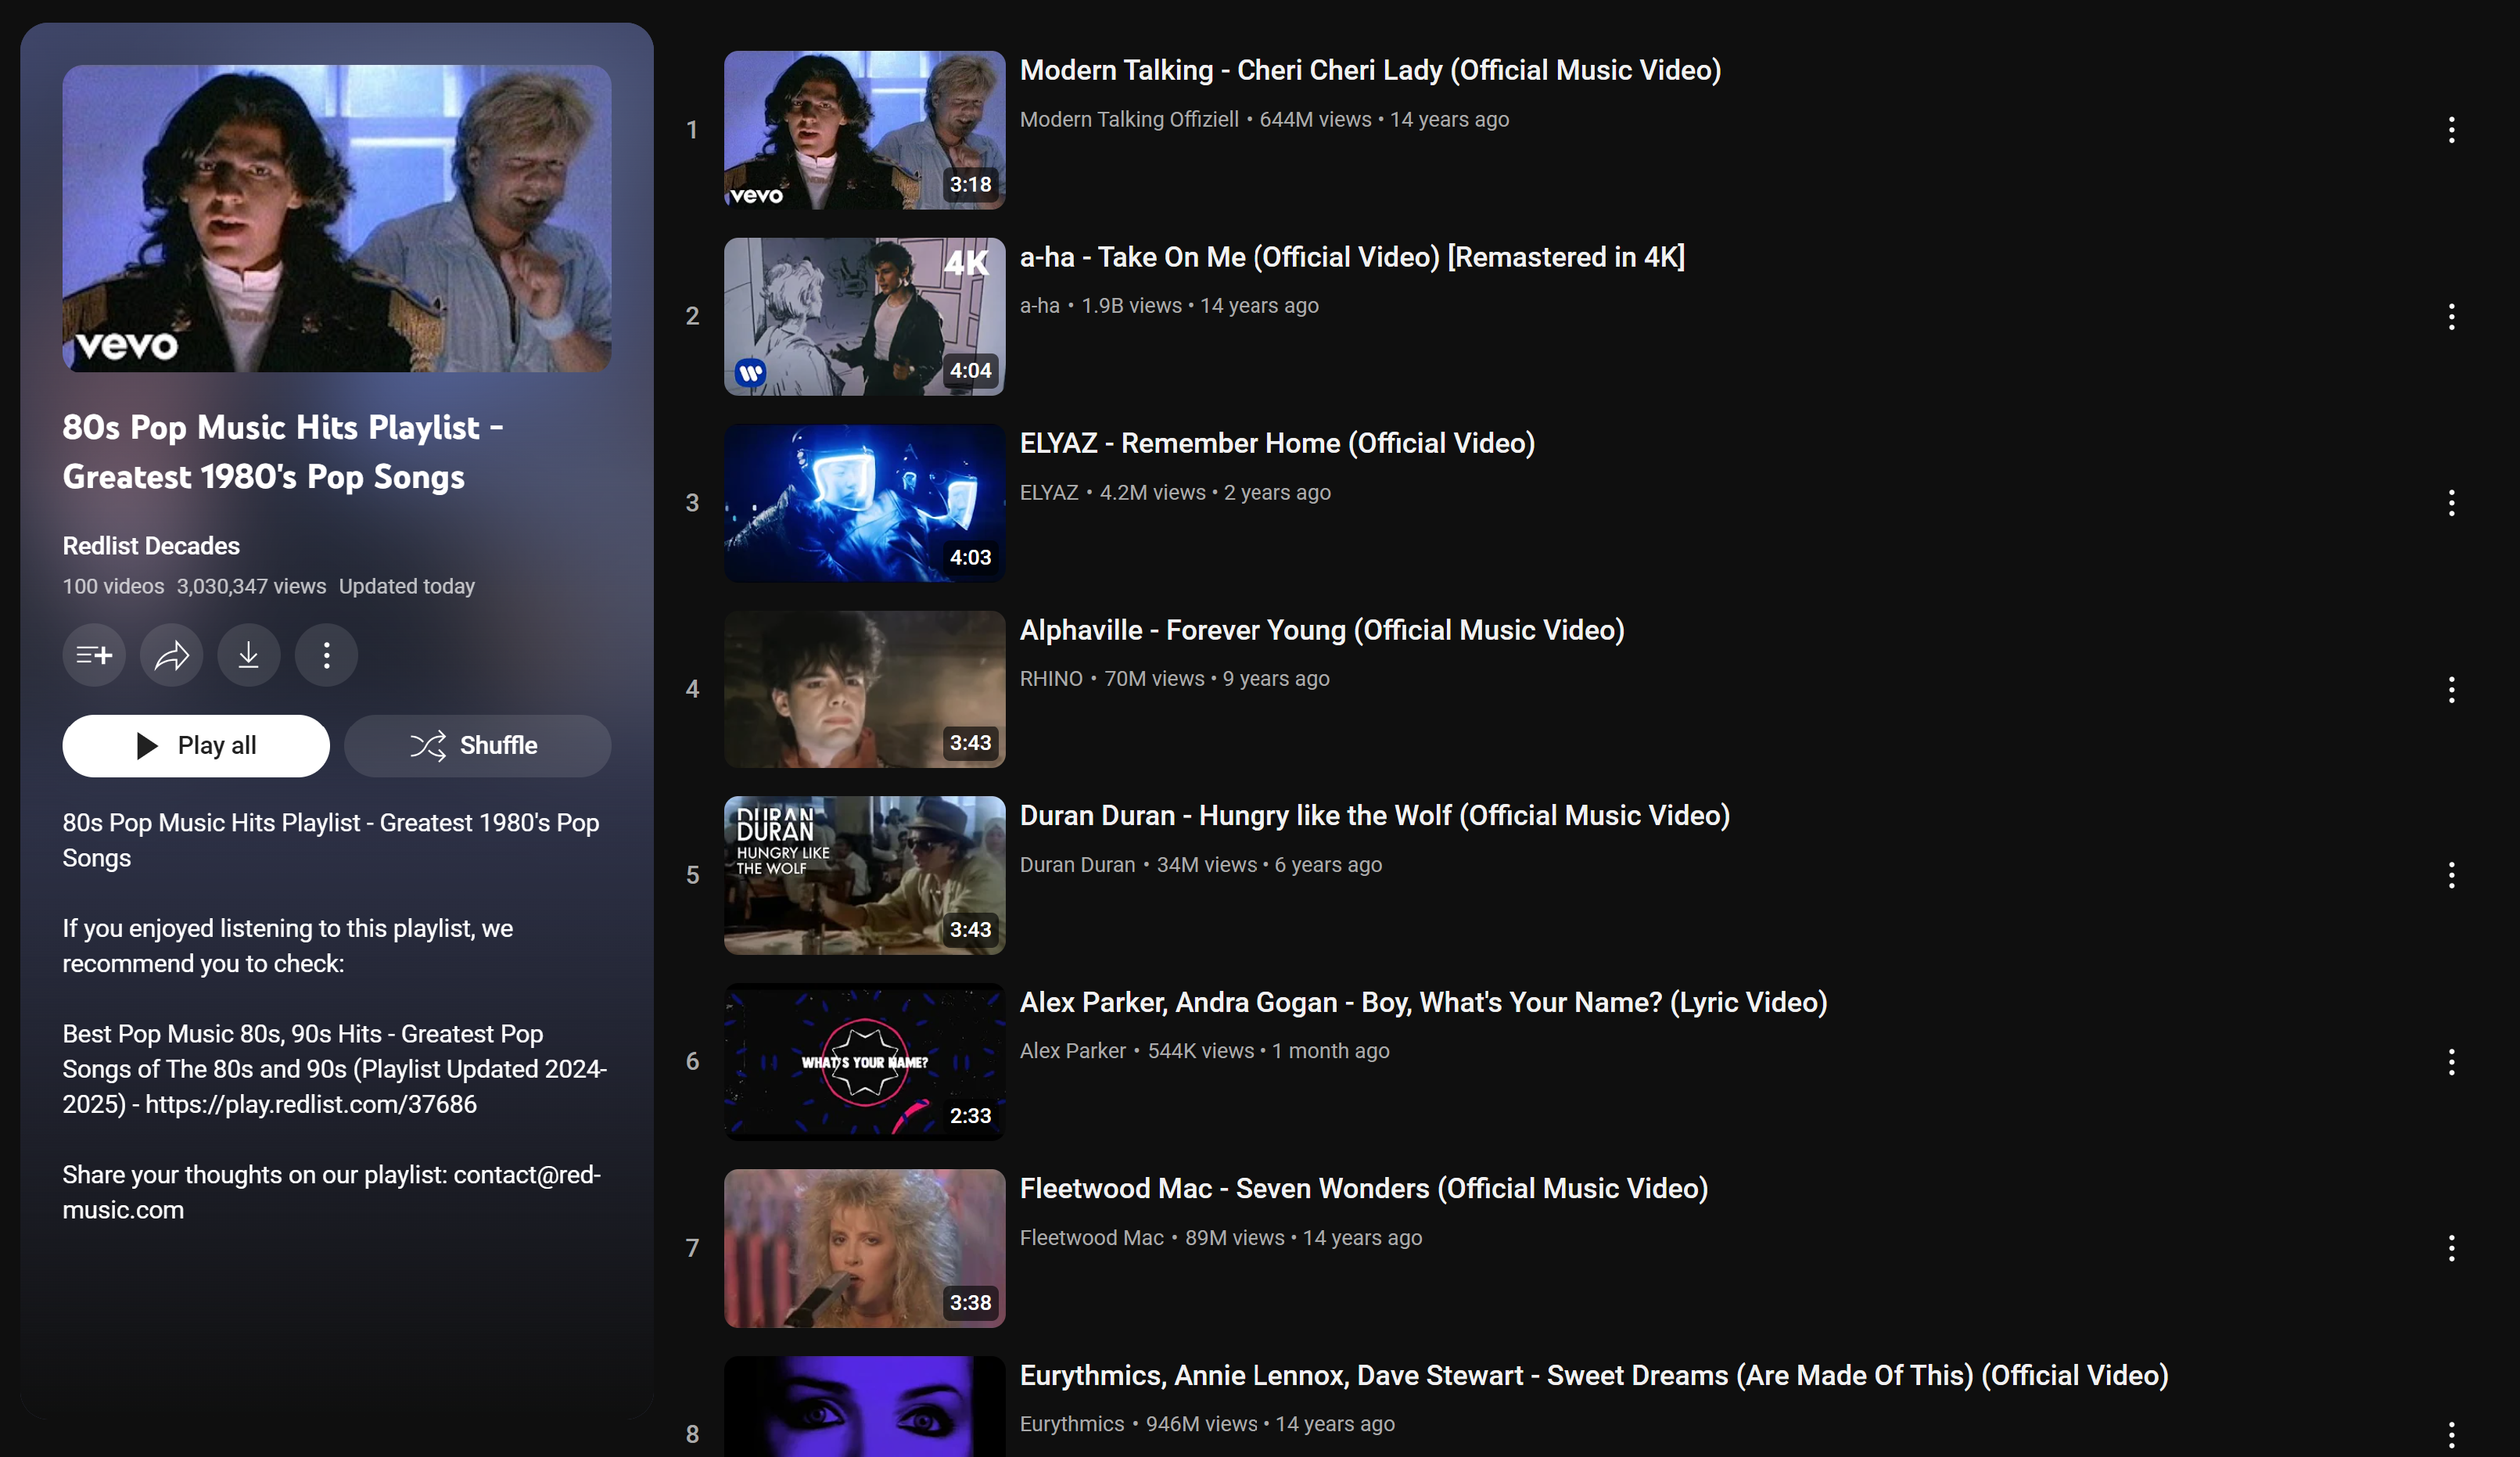 vevo
80s Pop Music Hits Playlist -
Greatest 1980's Pop Songs
Redlist Decades
100 videos 3,030,347 views Updated today
Play all
Shuffle
80s Pop Music Hits Playlist - Greatest 1980's Pop
Songs
If you enjoyed listening to this playlist, we
recommend you to check:
Best Pop Music 80s, 90s Hits - Greatest Pop
Songs of The 80s and 90s (Playlist Updated 2024-
2025) - https://play.redlist.com/37686
Share your thoughts on our playlist: contact@red-
music.com
1
vevo
3:18
Modern Talking - Cheri Cheri Lady (Official Music Video)
Modern Talking Offiziell • 644M views • 14 years ago
2
4K
4:04
a-ha - Take On Me (Official Video) [Remastered in 4K]
a-ha • 1.9B views • 14 years ago
3
4:03
ELYAZ - Remember Home (Official Video)
ELYAZ • 4.2M views • 2 years ago
4
3:43
Alphaville - Forever Young (Official Music Video)
RHINO • 70M views • 9 years ago
5
DURAN
DURAN
HUNGRY LIKE
THE WOLF
3:43
Duran Duran - Hungry like the Wolf (Official Music Video)
Duran Duran • 34M views • 6 years ago
6
WHAT'S YOUR NAME?
2:33
Alex Parker, Andra Gogan - Boy, What's Your Name? (Lyric Video)
Alex Parker • 544K views • 1 month ago
7
3:38
Fleetwood Mac - Seven Wonders (Official Music Video)
Fleetwood Mac • 89M views • 14 years ago
8
Eurythmics, Annie Lennox, Dave Stewart - Sweet Dreams (Are Made Of This) (Official Video)
Eurythmics • 946M views • 14 years ago